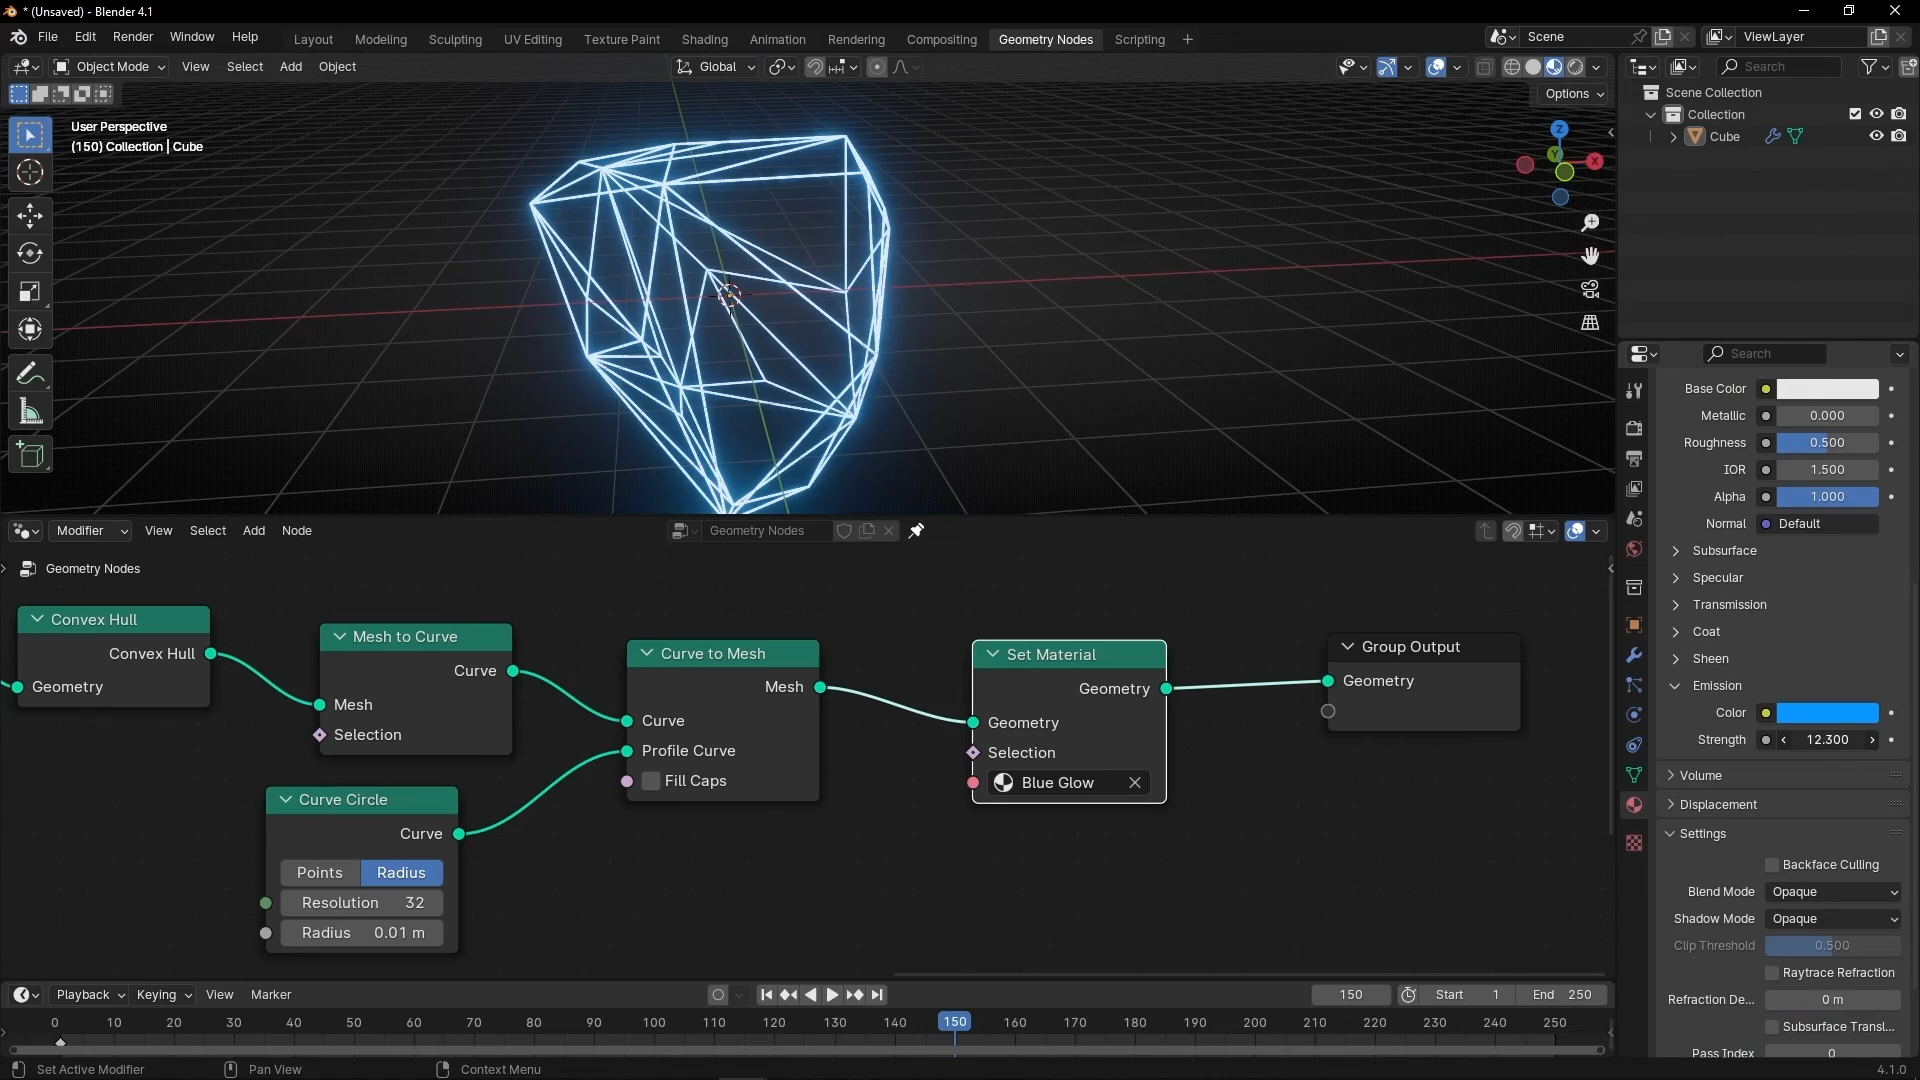 * (Unsaved) - Blender 4.1
File Edit Render Window Help
Layout Modeling Sculpting UV Editing Texture Paint Shading Animation Rendering Compositing Geometry Nodes Scripting +
Scene
ViewLayer
Object Mode View Select Add Object
Global
Search
Options
User Perspective
(150) Collection | Cube
Z
Y
X
Scene Collection
Collection
Cube
Search
Base Color
Metallic 0.000
Roughness 0.500
IOR 1.500
Alpha 1.000
Normal Default
Subsurface
Specular
Transmission
Coat
Sheen
Emission
Color
Strength 12.300
Volume
Displacement
Settings
Backface Culling
Blend Mode Opaque
Shadow Mode Opaque
Clip Threshold 0.500
Raytrace Refraction
Refraction De... 0 m
Subsurface Transl...
Pass Index 0
Modifier View Select Add Node
Geometry Nodes
Geometry Nodes
Convex Hull
Convex Hull
Geometry
Mesh to Curve
Curve
Mesh
Selection
Curve Circle
Curve
Points Radius
Resolution 32
Radius 0.01 m
Curve to Mesh
Mesh
Curve
Profile Curve
Fill Caps
Set Material
Geometry
Geometry
Selection
Blue Glow
Group Output
Geometry
Playback Keying View Marker
150
Start 1
End 250
0 10 20 30 40 50 60 70 80 90 100 110 120 130 140 150 160 170 180 190 200 210 220 230 240 250
Set Active Modifier
Pan View
Context Menu
4.1.0